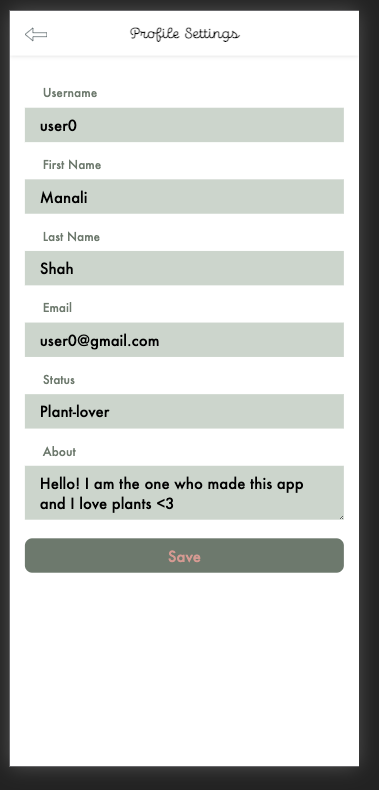 Profile Settings
Username
user0
First Name
Manali
Last Name
Shah
Email
user0@gmail.com
Status
Plant-lover
About
Hello! I am the one who made this app
and I love plants <3
Save